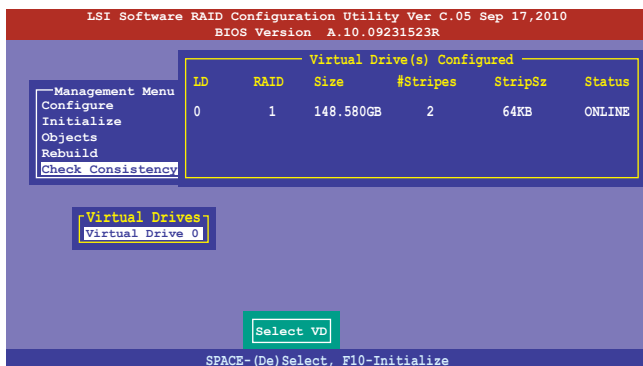 LSI Software RAID Configuration Utility Ver C.05 Sep 17,2010
BIOS Version A.10.09231523R
Virtual Drive(s) Configured
LD RAID Size #Stripes StripSz Status
0 1 148.580GB 2 64KB ONLINE
Management Menu
Configure
Initialize
Objects
Rebuild
Check Consistency
Virtual Drives
Virtual Drive 0
Select VD
SPACE-(De)Select, F10-Initialize